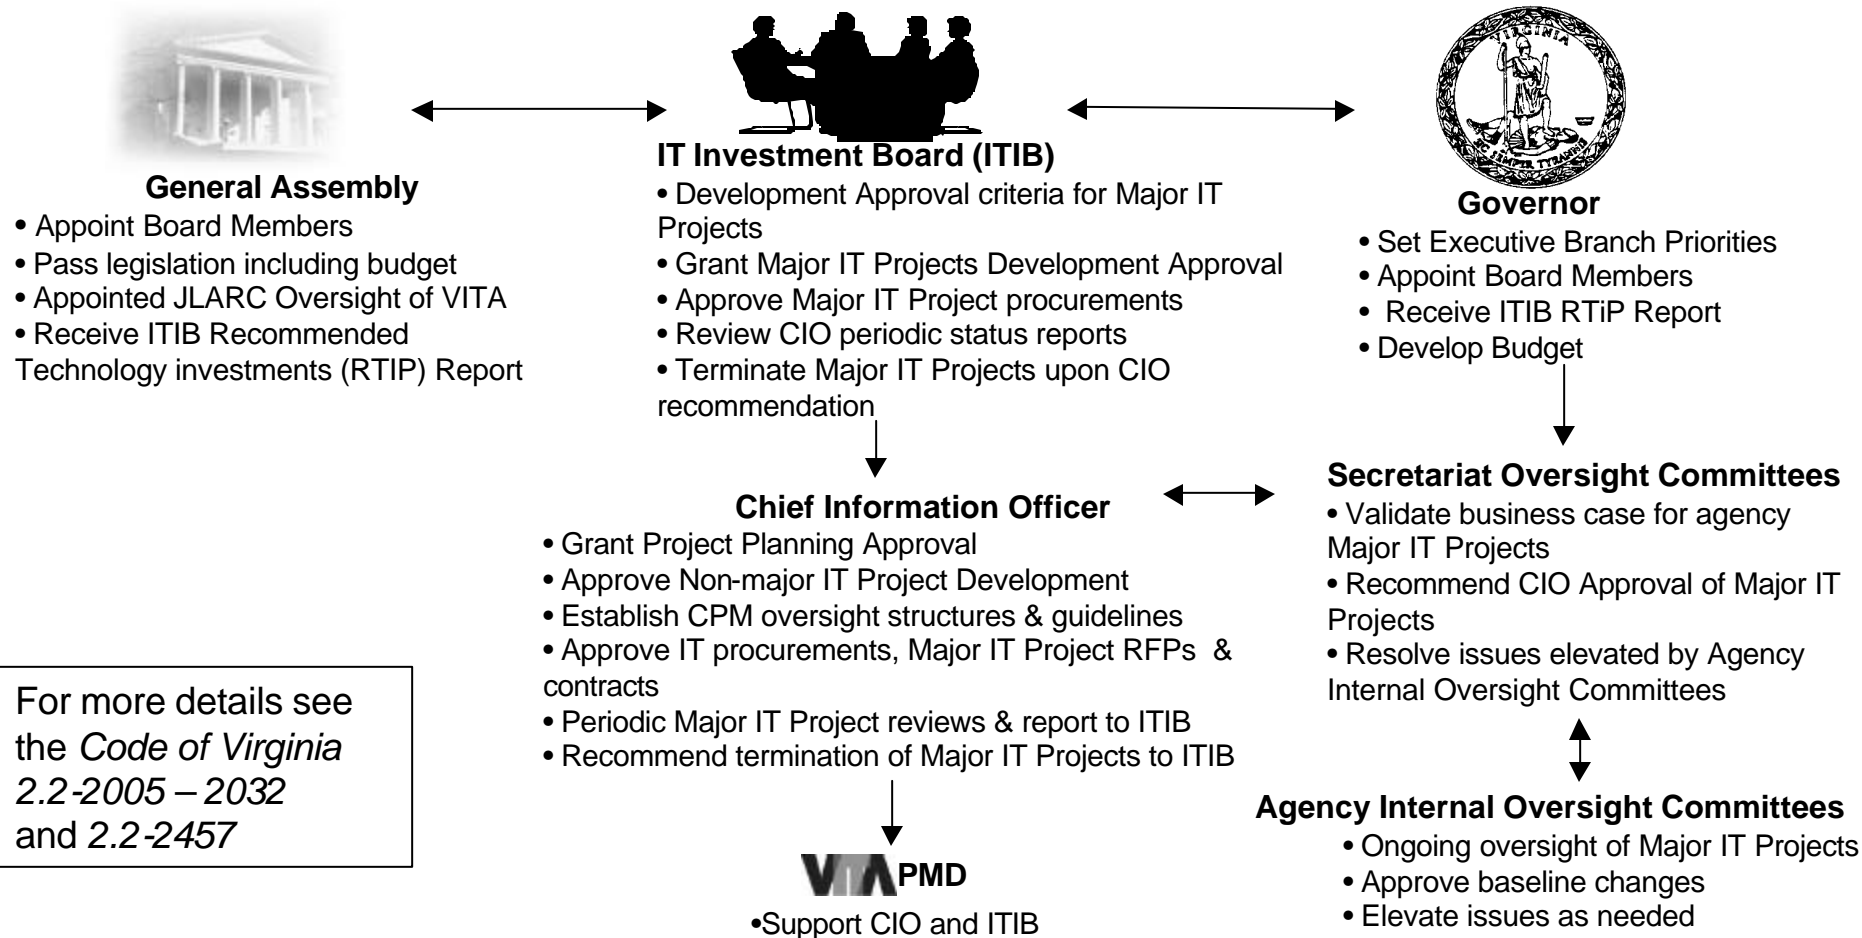 General Assembly
• Appoint Board Members
• Pass legislation including budget
• Appointed JLARC Oversight of VITA
• Receive ITIB Recommended
Technology investments (RTIP) Report
IT Investment Board (ITIB)
• Development Approval criteria for Major IT
Projects
• Grant Major IT Projects Development Approval
• Approve Major IT Project procurements
• Review CIO periodic status reports
• Terminate Major IT Projects upon CIO
recommendation
VIRGINIA
SIC SEMPER TYRANNIS
Governor
• Set Executive Branch Priorities
• Appoint Board Members
• Receive ITIB RTiP Report
• Develop Budget
Chief Information Officer
• Grant Project Planning Approval
• Approve Non-major IT Project Development
• Establish CPM oversight structures & guidelines
• Approve IT procurements, Major IT Project RFPs &
contracts
• Periodic Major IT Project reviews & report to ITIB
• Recommend termination of Major IT Projects to ITIB
Secretariat Oversight Committees
• Validate business case for agency
Major IT Projects
• Recommend CIO Approval of Major IT
Projects
• Resolve issues elevated by Agency
Internal Oversight Committees
For more details see
the Code of Virginia
2.2-2005 – 2032
and 2.2-2457
VITA PMD
•Support CIO and ITIB
Agency Internal Oversight Committees
• Ongoing oversight of Major IT Projects
• Approve baseline changes
• Elevate issues as needed